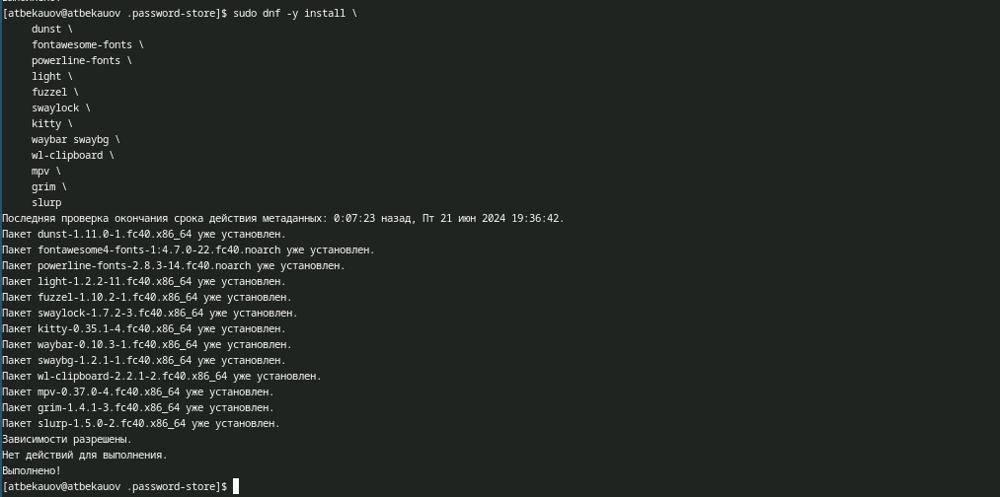 [atbekauov@atbekauov .password-store]$ sudo dnf -y install \
dunst \
fontawesome-fonts \
powerline-fonts \
light \
fuzzel \
swaylock \
kitty \
waybar swaybg \
wl-clipboard \
mpv \
grim \
slurp
Последняя проверка окончания срока действия метаданных: 0:07:23 назад, Пт 21 июн 2024 19:36:42.
Пакет dunst-1.11.0-1.fc40.x86_64 уже установлен.
Пакет fontawesome4-fonts-1:4.7.0-22.fc40.noarch уже установлен.
Пакет powerline-fonts-2.8.3-14.fc40.noarch уже установлен.
Пакет light-1.2.2-11.fc40.x86_64 уже установлен.
Пакет fuzzel-1.10.2-1.fc40.x86_64 уже установлен.
Пакет swaylock-1.7.2-3.fc40.x86_64 уже установлен.
Пакет kitty-0.35.1-4.fc40.x86_64 уже установлен.
Пакет waybar-0.10.3-1.fc40.x86_64 уже установлен.
Пакет swaybg-1.2.1-1.fc40.x86_64 уже установлен.
Пакет wl-clipboard-2.2.1-2.fc40.x86_64 уже установлен.
Пакет mpv-0.37.0-4.fc40.x86_64 уже установлен.
Пакет grim-1.4.1-3.fc40.x86_64 уже установлен.
Пакет slurp-1.5.0-2.fc40.x86_64 уже установлен.
Зависимости разрешены.
Нет действий для выполнения.
Выполнено!
[atbekauov@atbekauov .password-store]$